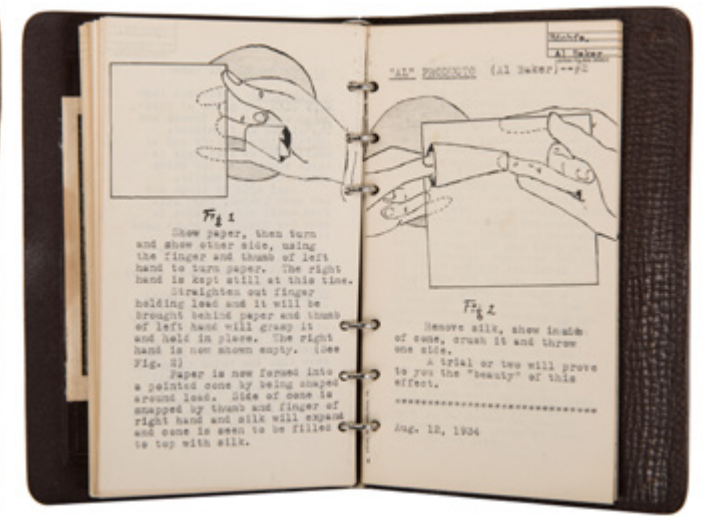 Fig 1
Show paper, then turn
and show other side, using
the finger and thumb of left
hand to turn paper. The right
hand is kept still at this time.
Straighten out finger
holding load and it will be
brought behind paper and thumb
of left hand will grasp it
and hold in place. The right
hand is now shown empty. (See
Fig. 2)
Paper is now formed into
a pointed cone by being shaped
around load. Side of cone is
snapped by thumb and finger of
right hand and silk will expand
and cone is seen to be filled
to top with silk.
Al Baker
"AL" PRODUCTO (Al Baker)--p2
Fig 2
Remove silk, show inside
of cone, crush it and throw
one side.
A trial or two will prove
to you the "beauty" of this
effect.
Aug. 12, 1934